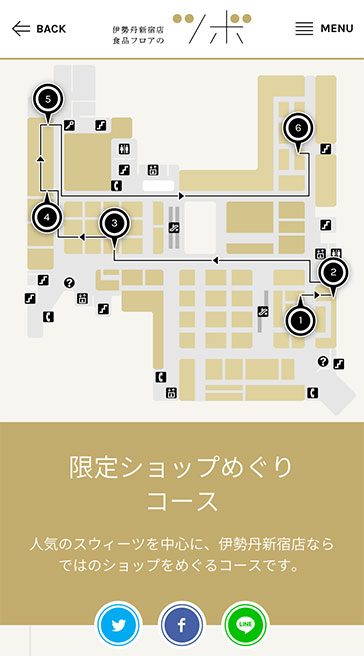 BACK
伊勢丹新宿店
食品フロアの
ツボ
MENU
5
6
4
3
2
1
?
?
限定ショップめぐり
コース
人気のスウィーツを中心に、伊勢丹新宿店なら
ではのショップをめぐるコースです。
f
LINE